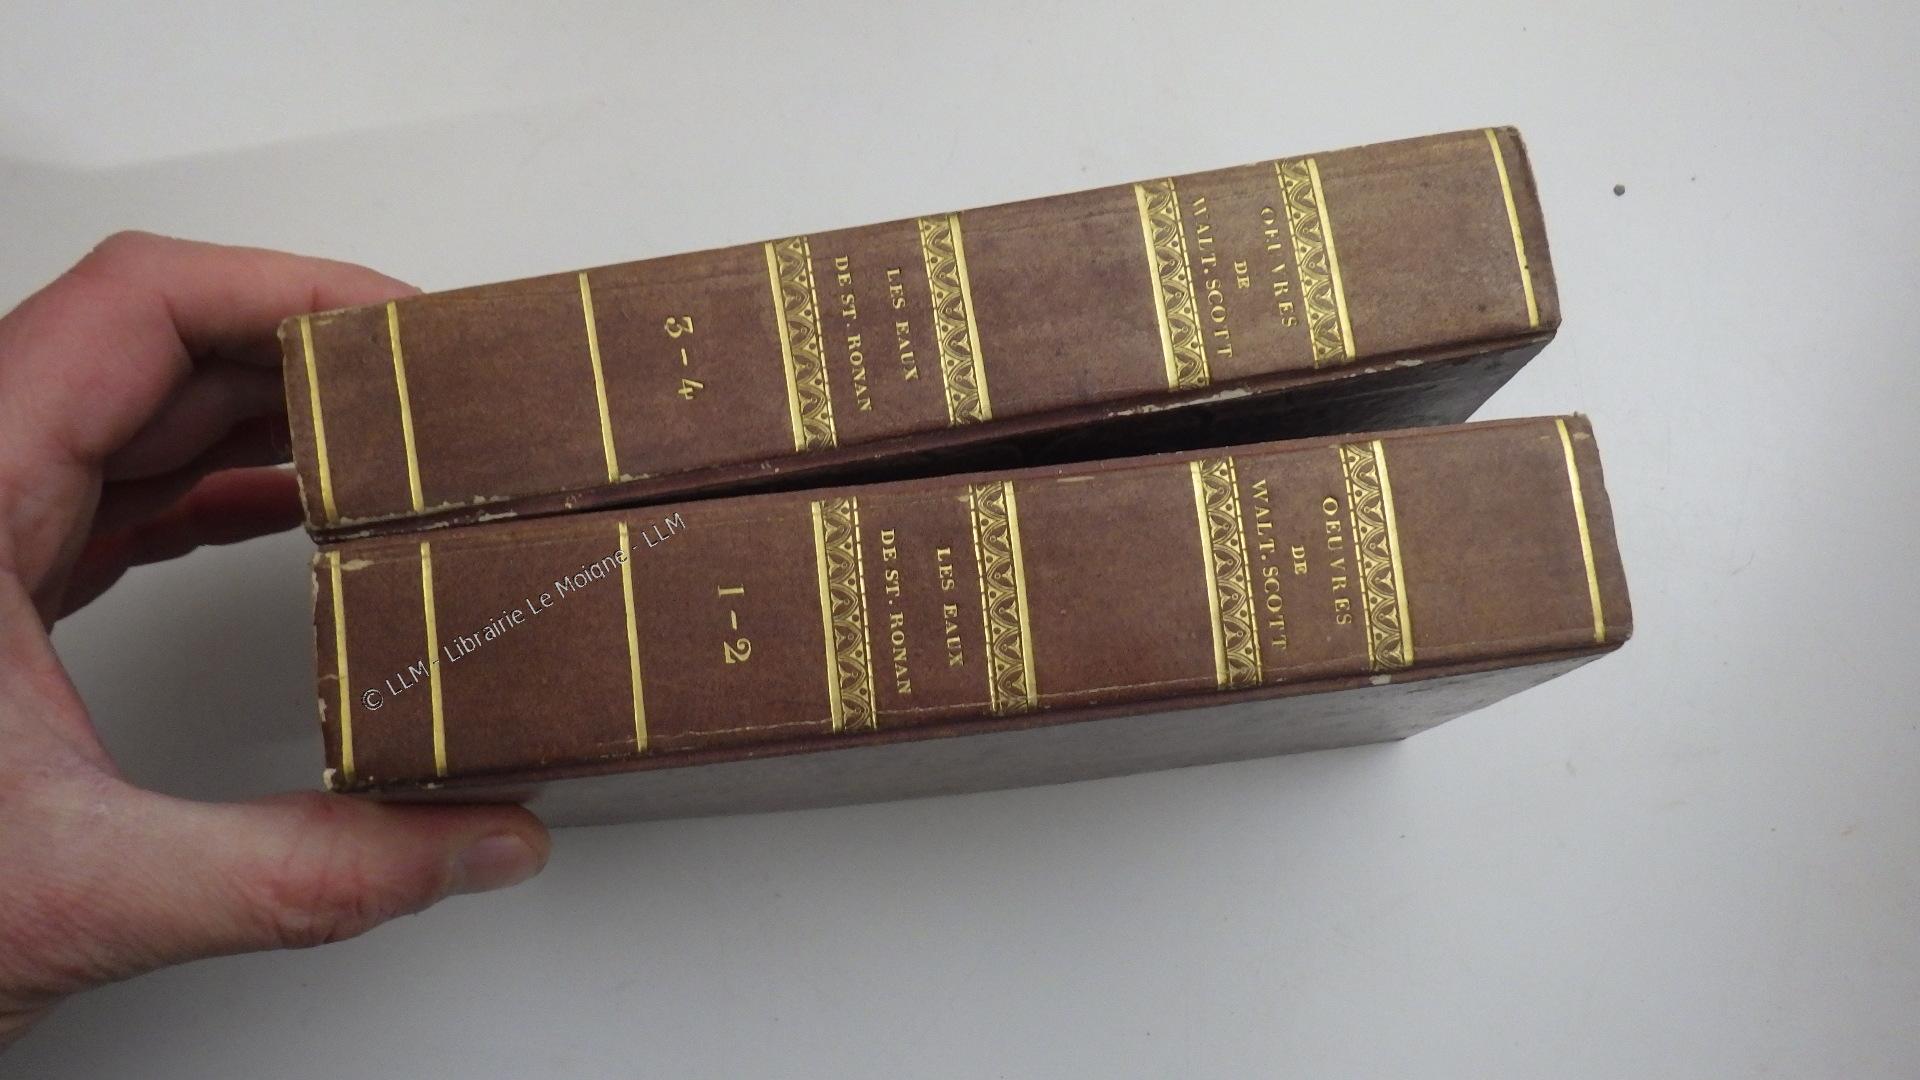 OEUVRES
DE
WALT. SCOTT
LES EAUX
DE ST. RONAN
3-4
OEUVRES
DE
WALT. SCOTT
LES EAUX
DE ST. RONAN
1-2
© LLM - Librairie Le Moigne - LLM